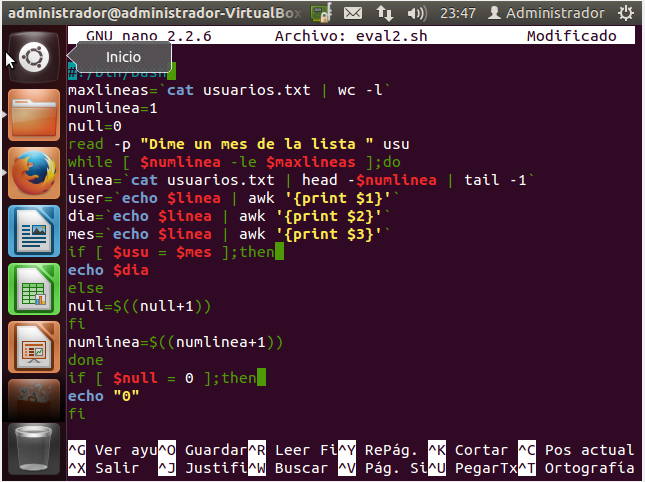 administrador@administrador-VirtualBox 23:47 Administrador
GNU nano 2.2.6 Archivo: eval2.sh Modificado
Inicio
#!/bin/bash
maxlineas=`cat usuarios.txt | wc -l`
numlinea=1
null=0
read -p "Dime un mes de la lista " usu
while [ $numlinea -le $maxlineas ];do
linea=`cat usuarios.txt | head -$numlinea | tail -1`
user=`echo $linea | awk '{print $1}'`
dia=`echo $linea | awk '{print $2}'`
mes=`echo $linea | awk '{print $3}'`
if [ $usu = $mes ];then
echo $dia
else
null=$((null+1))
fi
numlinea=$((numlinea+1))
done
if [ $null = 0 ];then
echo "0"
fi
^G Ver ayu^O Guardar^R Leer Fi^Y RePág. ^K Cortar ^C Pos actual
^X Salir ^J Justifi^W Buscar ^V Pág. Si^U PegarTx^T Ortografía